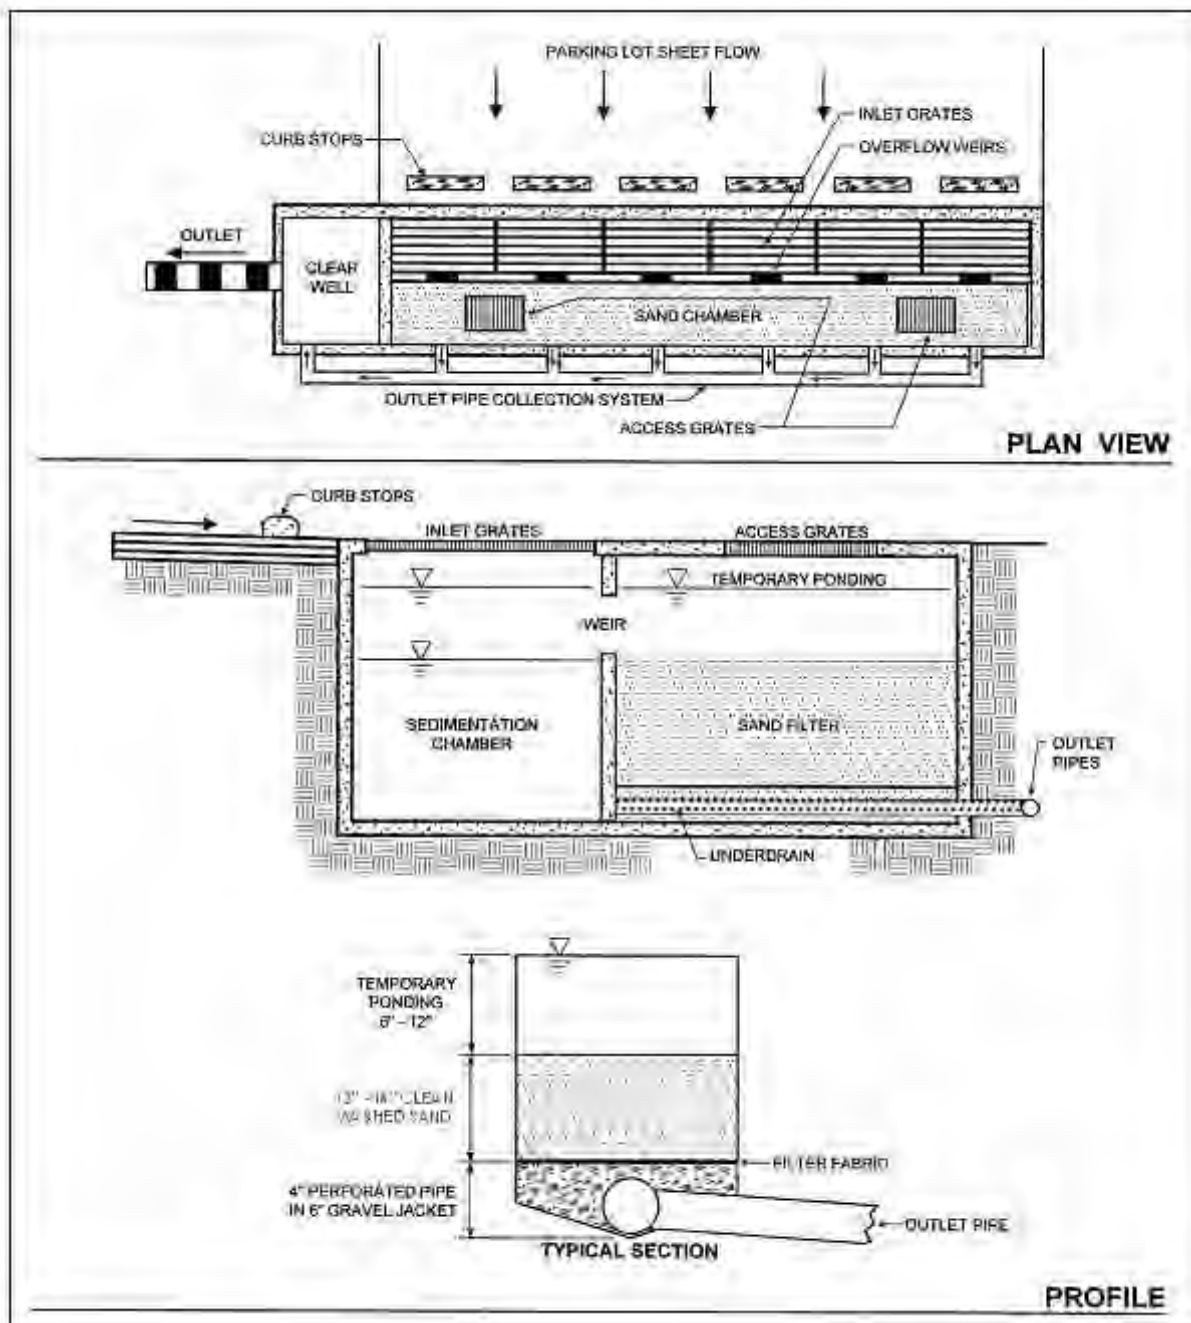 PARKING LOT SHEET FLOW
INLET GRATES
CURB STOPS
OVERFLOW WEIRS
OUTLET
CLEAR
WELL
SAND CHAMBER
OUTLET PIPE COLLECTION SYSTEM
ACCESS GRATES
PLAN VIEW
CURB STOPS
INLET GRATES
ACCESS GRATES
TEMPORARY PONDING
WEIR
SEDIMENTATION
CHAMBER
SAND FILTER
OUTLET
PIPES
UNDERDRAIN
TEMPORARY
PONDING
6" - 12"
CLEAN
WASHED SAND
FILTER FABRIC
4" PERFORATED PIPE
IN 6" GRAVEL JACKET
OUTLET PIPE
TYPICAL SECTION
PROFILE